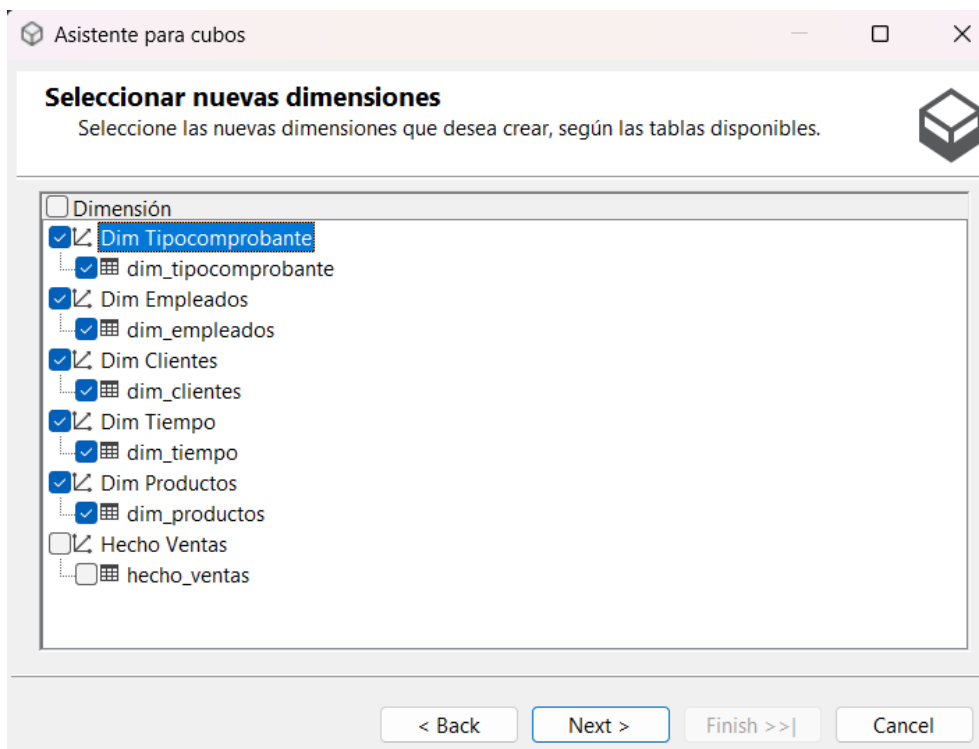 Asistente para cubos
Seleccionar nuevas dimensiones
Seleccione las nuevas dimensiones que desea crear, según las tablas disponibles.
Dimensión
Dim Tipocomprobante
dim_tipocomprobante
Dim Empleados
dim_empleados
Dim Clientes
dim_clientes
Dim Tiempo
dim_tiempo
Dim Productos
dim_productos
Hecho Ventas
hecho_ventas
< Back Next > Finish >>| Cancel